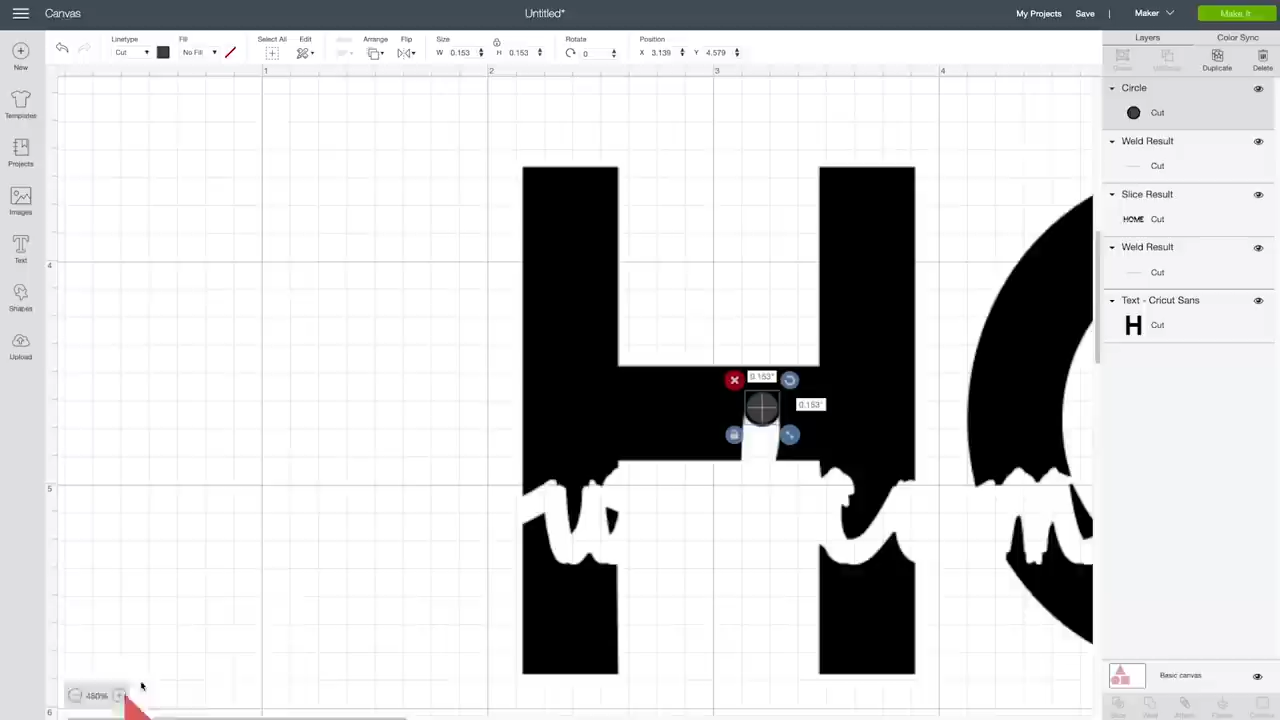 Canvas
Untitled*
My Projects
Save
|
Maker
Make It
New
Templates
Projects
Images
Text
Shapes
Upload
Linetype
Cut
Fill
No Fill
Select All
Edit
Arrange
Flip
Size
W 0.153
H 0.153
Rotate
0
Position
X 3.139
Y 4.579
1
2
3
4
4
5
6
0.153"
0.153"
H
480%
Layers
Color Sync
Duplicate
Delete
Circle
Cut
Weld Result
Cut
Slice Result
HOME Cut
Weld Result
Cut
Text - Cricut Sans
H Cut
Basic canvas